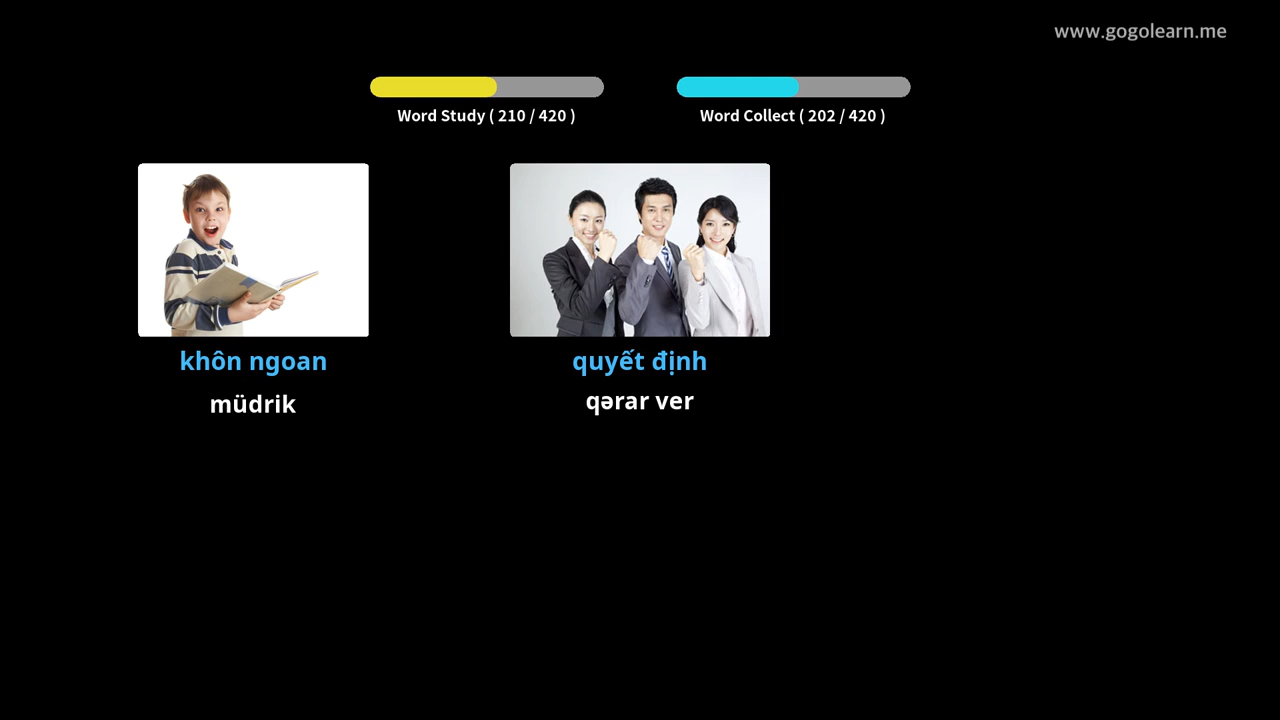 www.gogolearn.me
Word Study ( 210 / 420 )
Word Collect ( 202 / 420 )
khôn ngoan
müdrik
quyết định
qərar ver